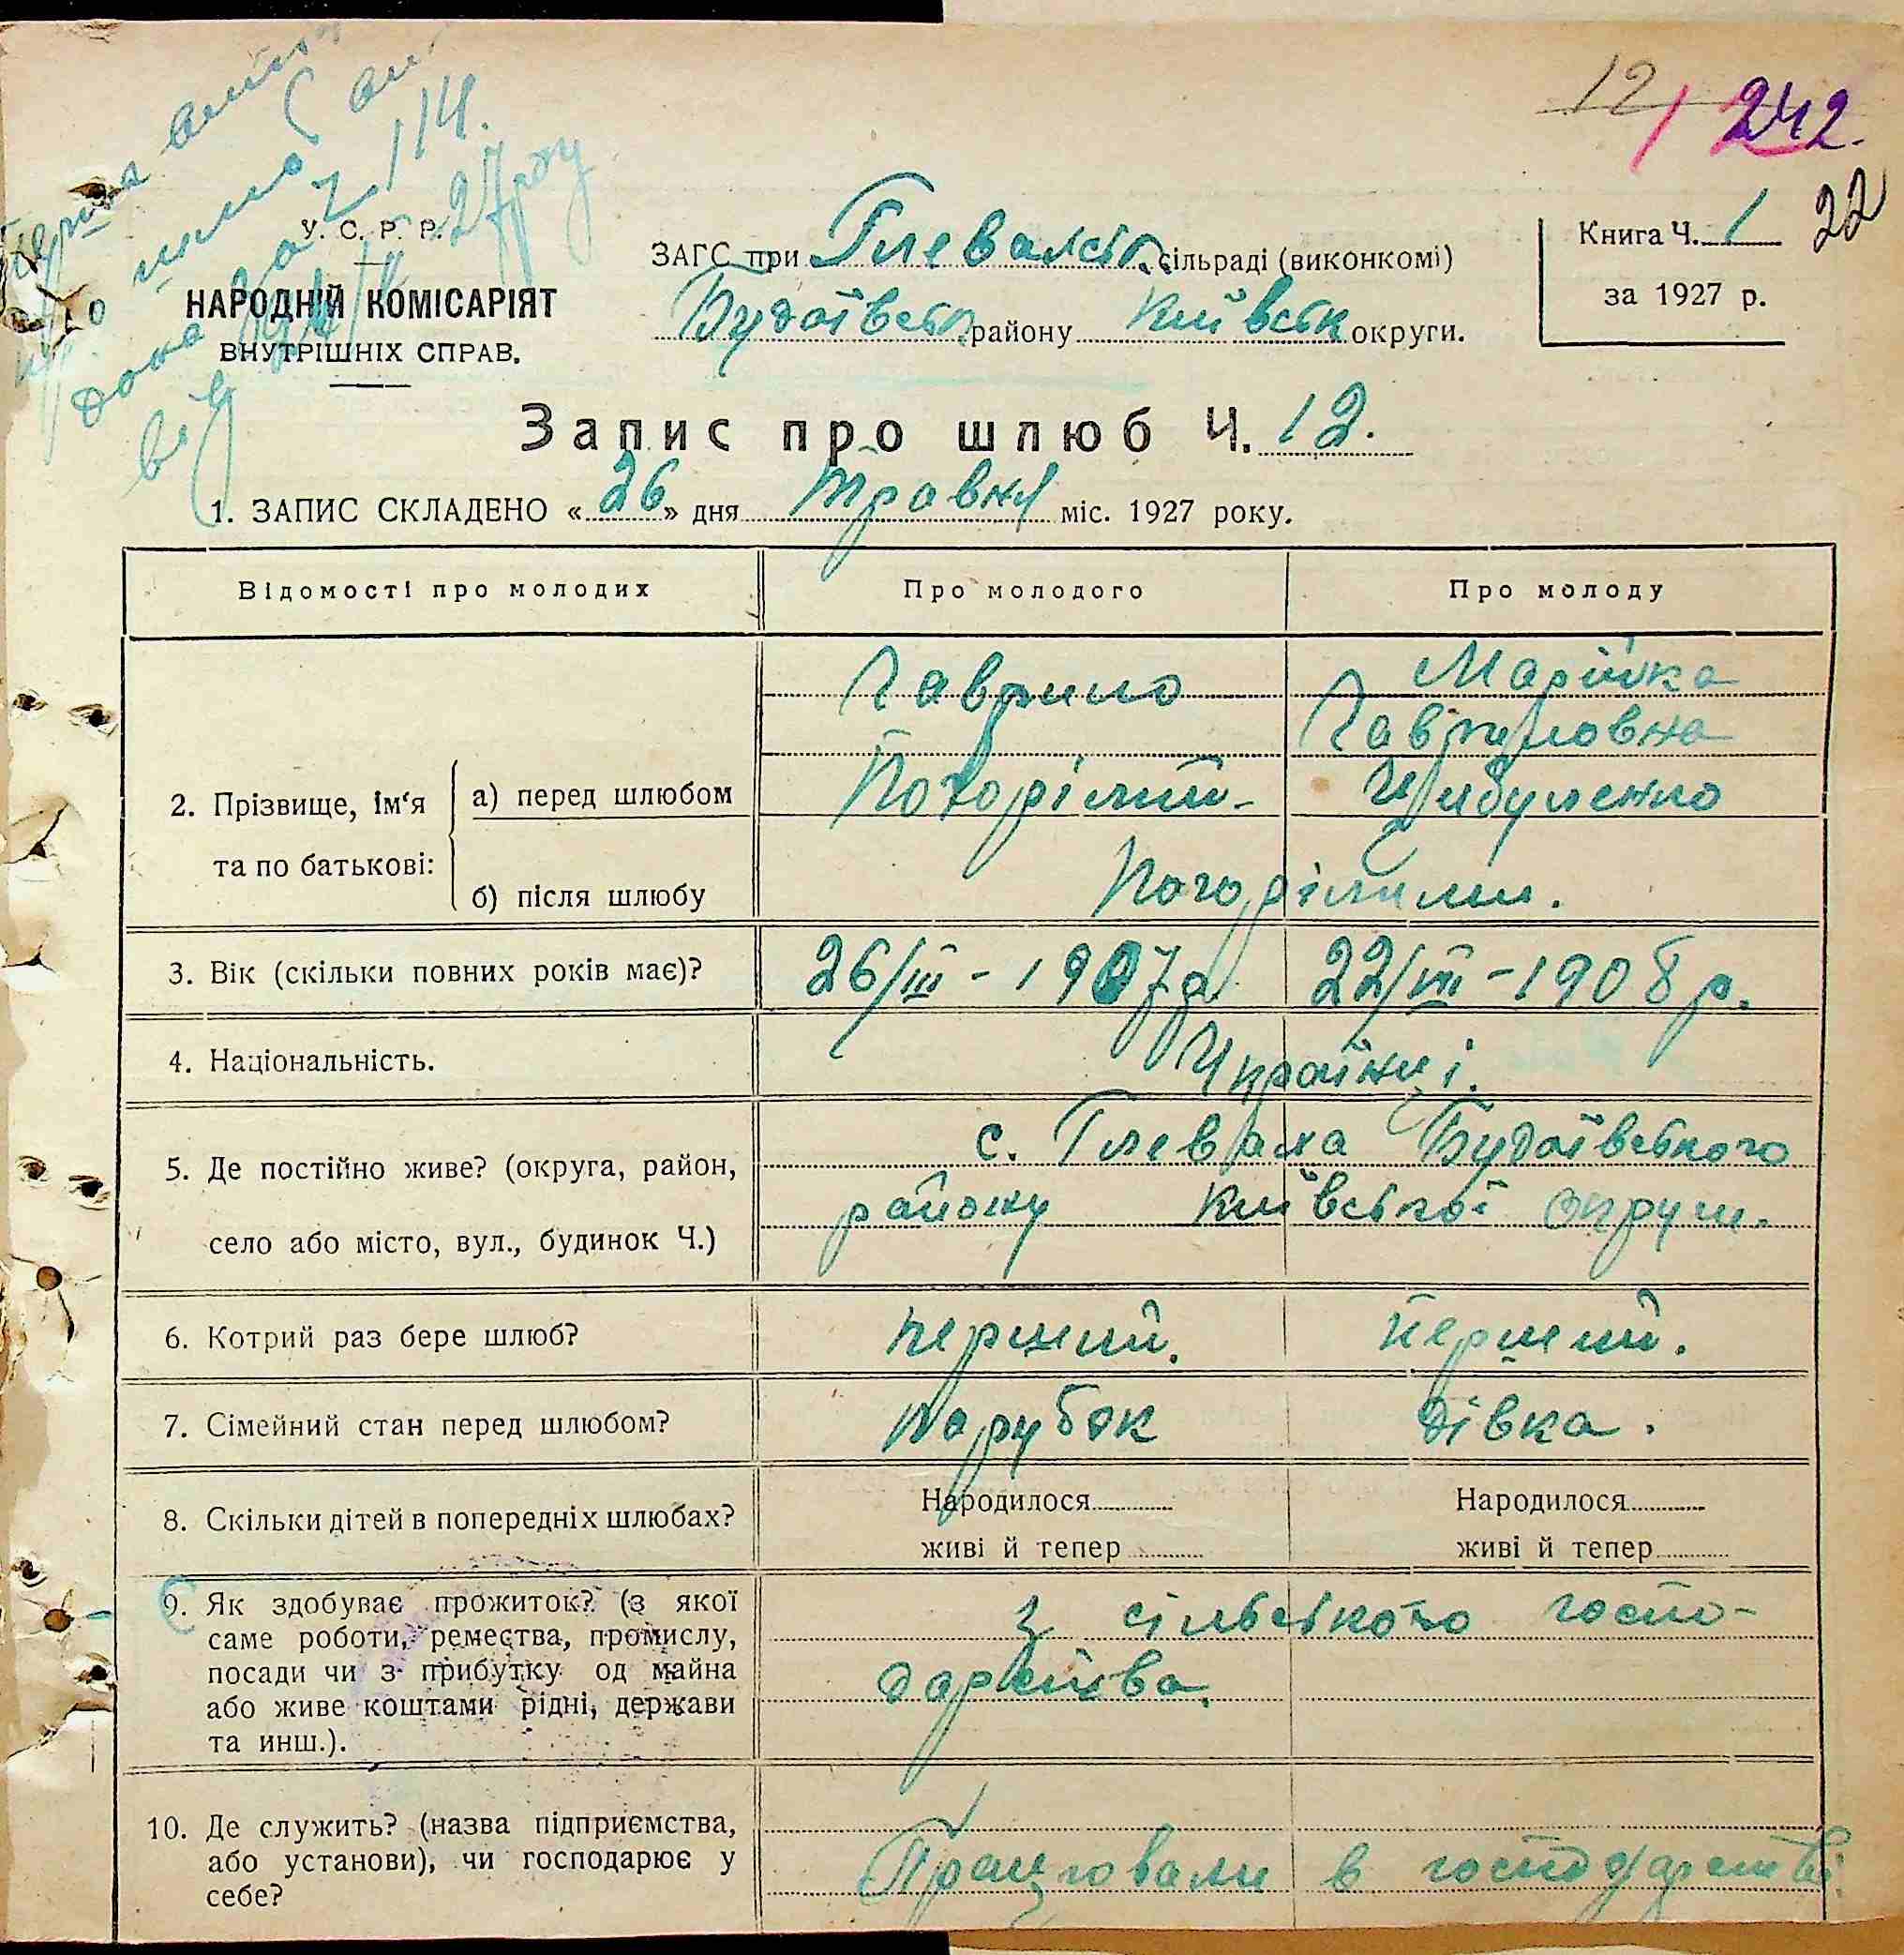 12 / 242.
22
У. С. Р. Р.
НАРОДНІЙ КОМІСАРІЯТ
ВНУТРІШНІХ СПРАВ.
ЗАГС при Глевахськ. сільраді (виконкомі)
Будаївськ району Київськ округи.
Книга Ч. 1
за 1927 р.
Запис про шлюб Ч. 12.
1. ЗАПИС СКЛАДЕНО «26» дня травня міс. 1927 року.
Відомості про молодих Про молодого Про молоду
2. Прізвище, ім‘я та по батькові:
а) перед шлюбом
Гаврило
Погорілий
Марійка
Гавриловна
Цибуленко
б) після шлюбу
Погорілими.
3. Вік (скільки повних років має)? 26/III - 1907 р. 22/VII - 1908 р.
4. Національність. Українці.
5. Де постійно живе? (округа, район,
село або місто, вул., будинок Ч.)
с. Глеваха Будаївського
району Київської округи.
6. Котрий раз бере шлюб? перший. перший.
7. Сімейний стан перед шлюбом? парубок дівка.
8. Скільки дітей в попередніх шлюбах?
Народилося Народилося
живі й тепер живі й тепер
9. Як здобуває прожиток? (з якої
саме роботи, ремества, промислу,
посади чи з прибутку од майна
або живе коштами рідні, держави
та инш.).
з сільського госпо-
дарства.
10. Де служить? (назва підприємства,
або установи), чи господарює у
себе?
Працювали в господарстві.